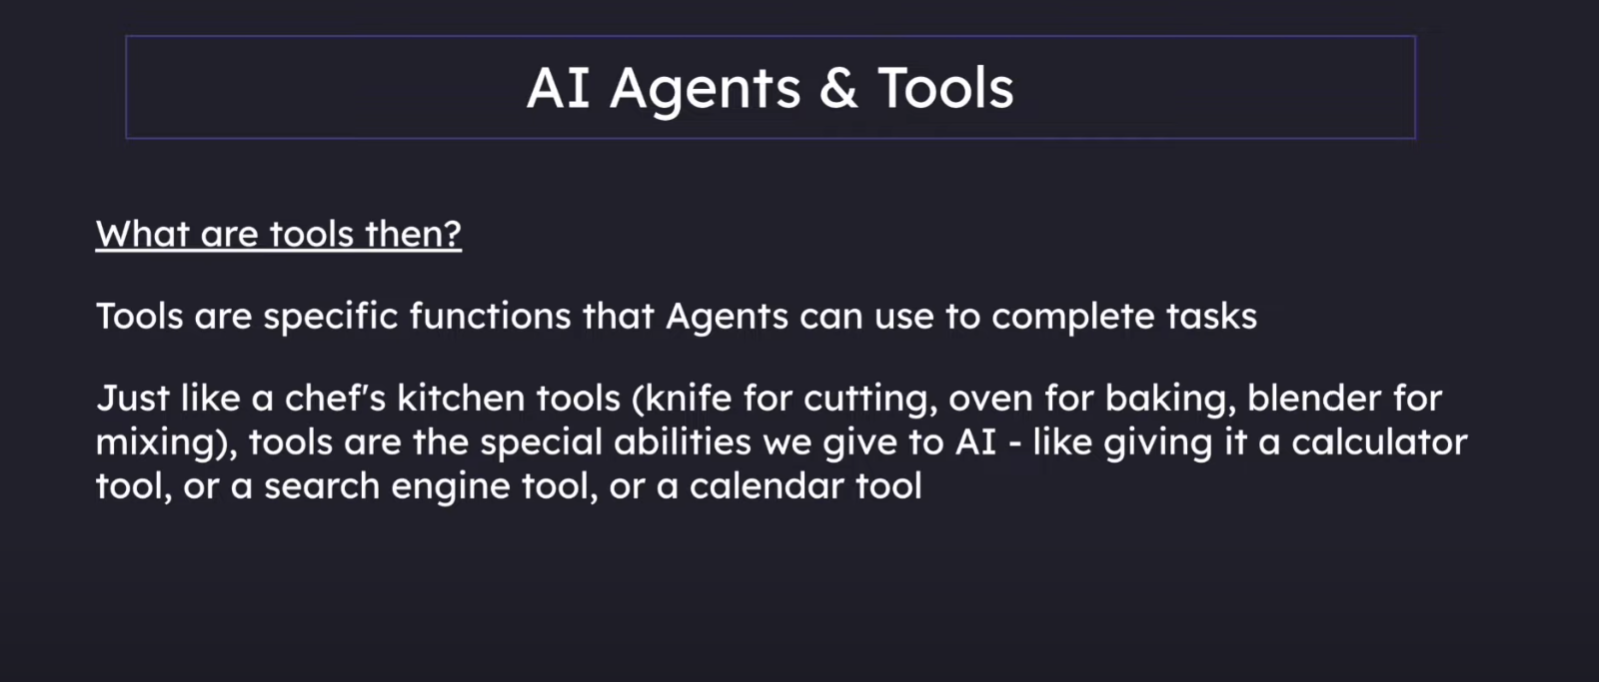 AI Agents & Tools
What are tools then?
Tools are specific functions that Agents can use to complete tasks
Just like a chef's kitchen tools (knife for cutting, oven for baking, blender for
mixing), tools are the special abilities we give to AI - like giving it a calculator
tool, or a search engine tool, or a calendar tool